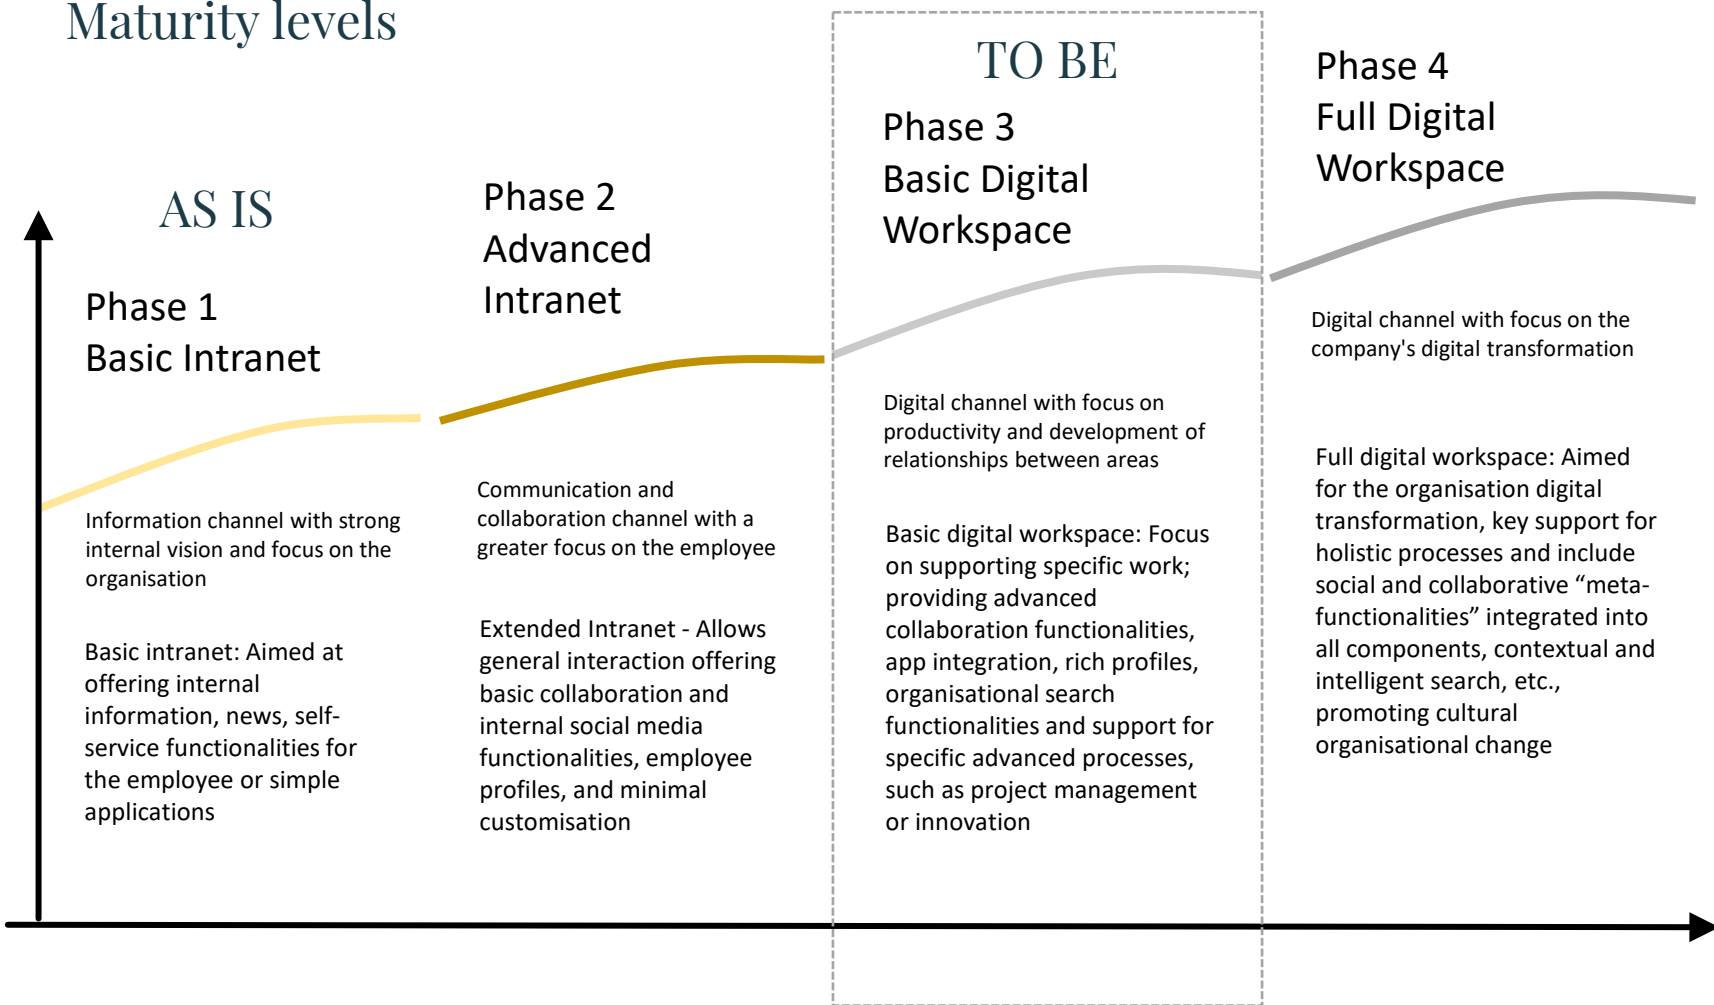 Maturity levels
AS IS
Phase 1
Basic Intranet
Information channel with strong
internal vision and focus on the
organisation
Basic intranet: Aimed at
offering internal
information, news, self-
service functionalities for
the employee or simple
applications
Phase 2
Advanced
Intranet
Communication and
collaboration channel with a
greater focus on the employee
Extended Intranet - Allows
general interaction offering
basic collaboration and
internal social media
functionalities, employee
profiles, and minimal
customisation
TO BE
Phase 3
Basic Digital
Workspace
Digital channel with focus on
productivity and development of
relationships between areas
Basic digital workspace: Focus
on supporting specific work;
providing advanced
collaboration functionalities,
app integration, rich profiles,
organisational search
functionalities and support for
specific advanced processes,
such as project management
or innovation
Phase 4
Full Digital
Workspace
Digital channel with focus on the
company's digital transformation
Full digital workspace: Aimed
for the organisation digital
transformation, key support for
holistic processes and include
social and collaborative “meta-
functionalities” integrated into
all components, contextual and
intelligent search, etc.,
promoting cultural
organisational change